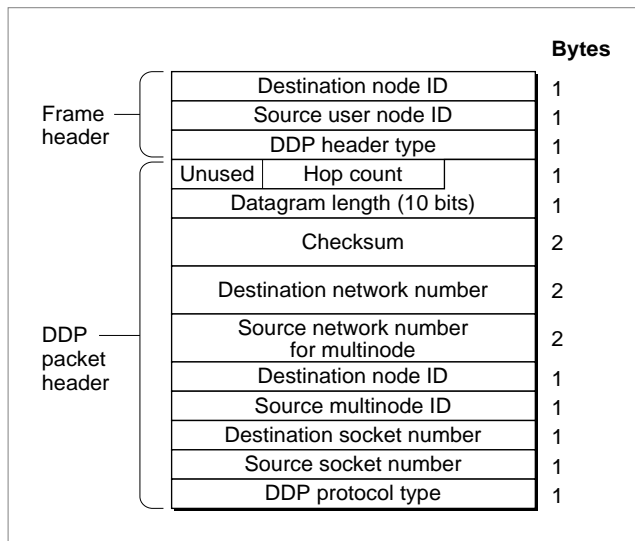 Bytes
Frame
header
Destination node ID 1
Source user node ID 1
DDP header type 1
DDP
packet
header
Unused Hop count 1
Datagram length (10 bits) 1
Checksum 2
Destination network number 2
Source network number
for multinode 2
Destination node ID 1
Source multinode ID 1
Destination socket number 1
Source socket number 1
DDP protocol type 1